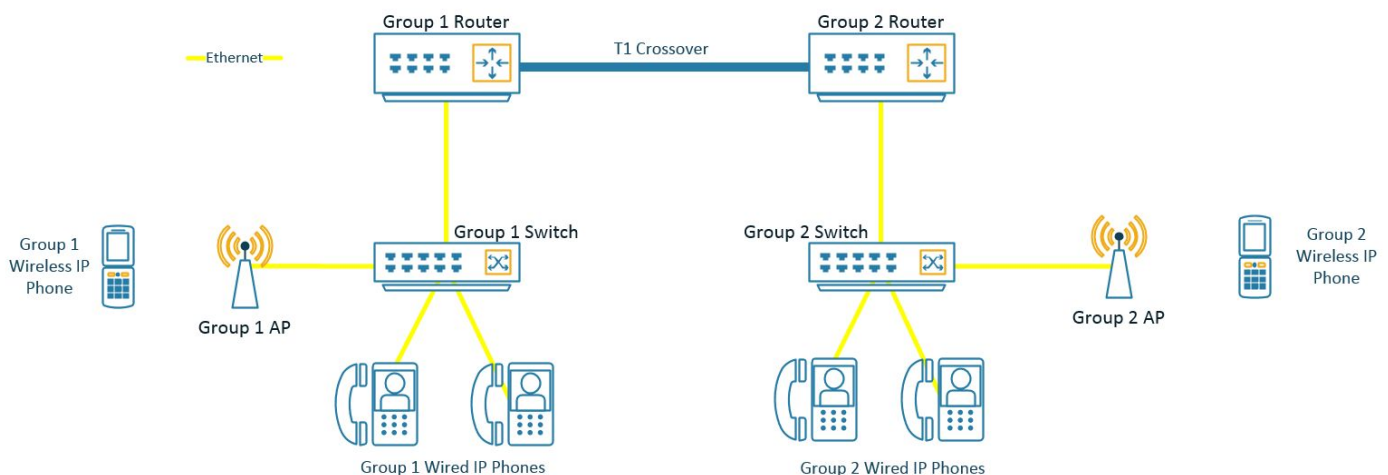 Group 1 Router
Group 2 Router
T1 Crossover
Ethernet
Group 1 Switch
Group 2 Switch
Group 1
Wireless IP
Phone
Group 2
Wireless IP
Phone
Group 1 AP
Group 2 AP
Group 1 Wired IP Phones
Group 2 Wired IP Phones